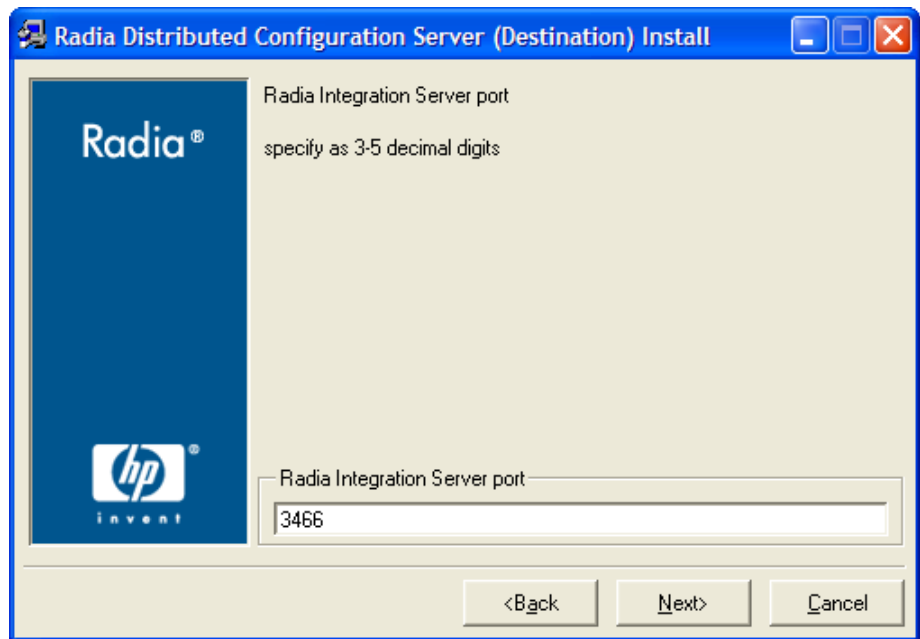 Radia Distributed Configuration Server (Destination) Install
Radia®
Radia Integration Server port
specify as 3-5 decimal digits
hp®
invent
Radia Integration Server port
3466
<Back
Next>
Cancel